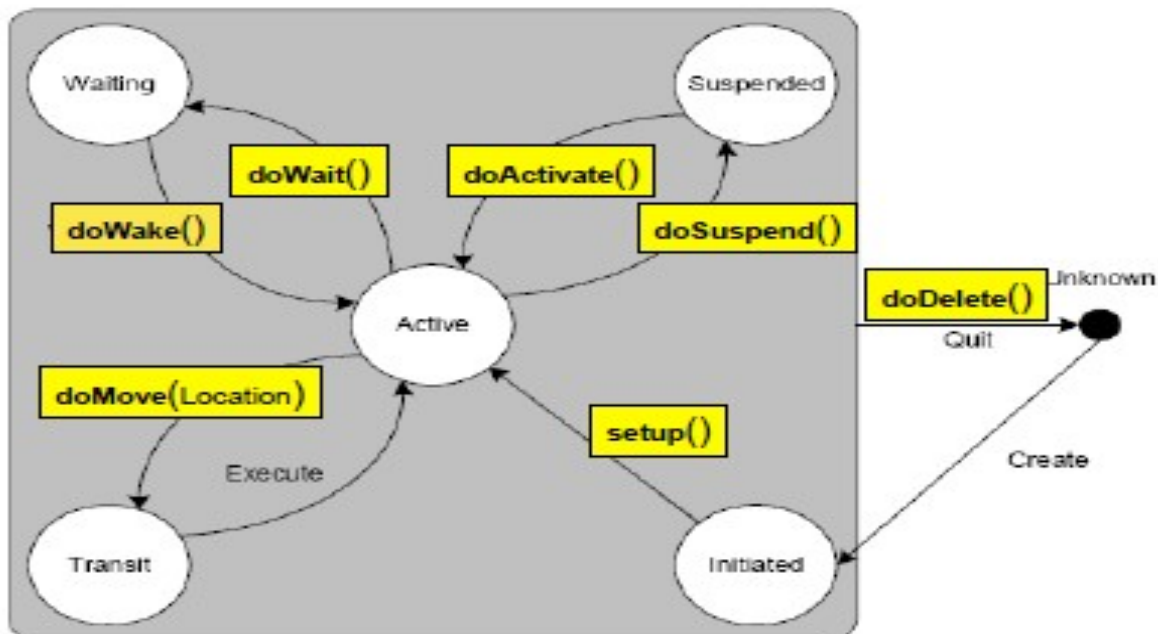 Waiting
Suspended
doWait()
doActivate()
doWake()
doSuspend()
Unknown
doDelete()
Active
Quit
doMove(Location)
setup()
Execute
Create
Transit
Initiated